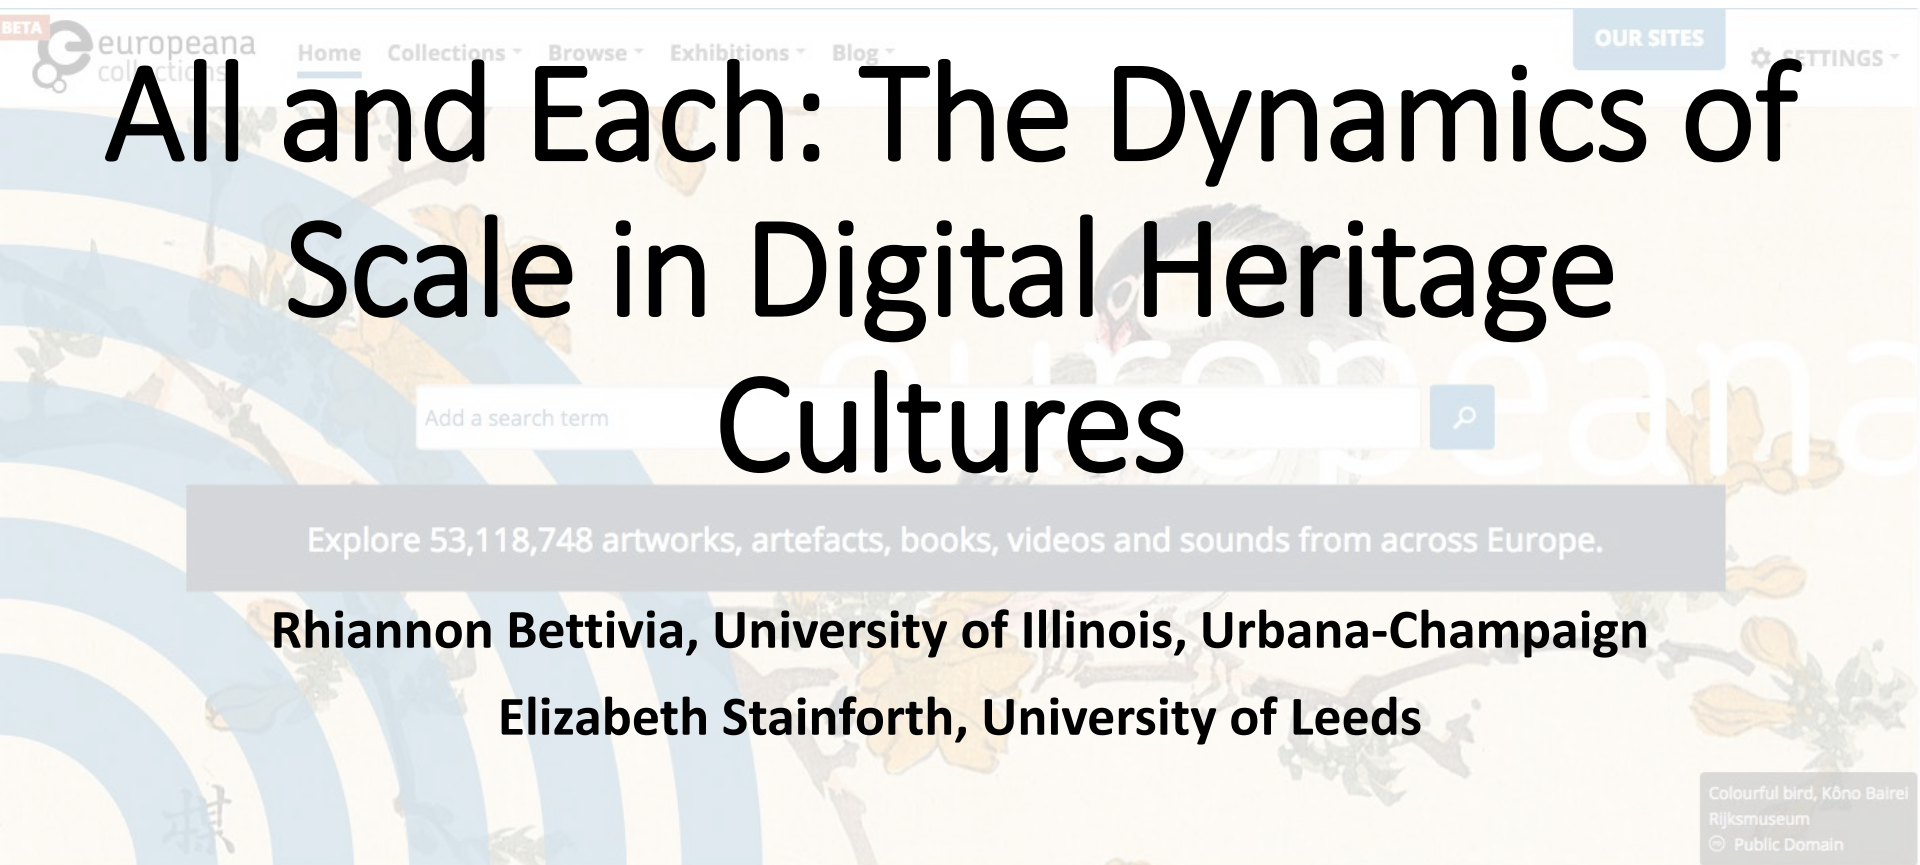 BETA
europeana
collections
Home Collections Browse Exhibitions Blog
OUR SITES
SETTINGS
All and Each: The Dynamics of
Scale in Digital Heritage
Cultures
europeana
Add a search term
Explore 53,118,748 artworks, artefacts, books, videos and sounds from across Europe.
Rhiannon Bettivia, University of Illinois, Urbana-Champaign
Elizabeth Stainforth, University of Leeds
Colourful bird, Kôno Bairei
Rijksmuseum
Public Domain